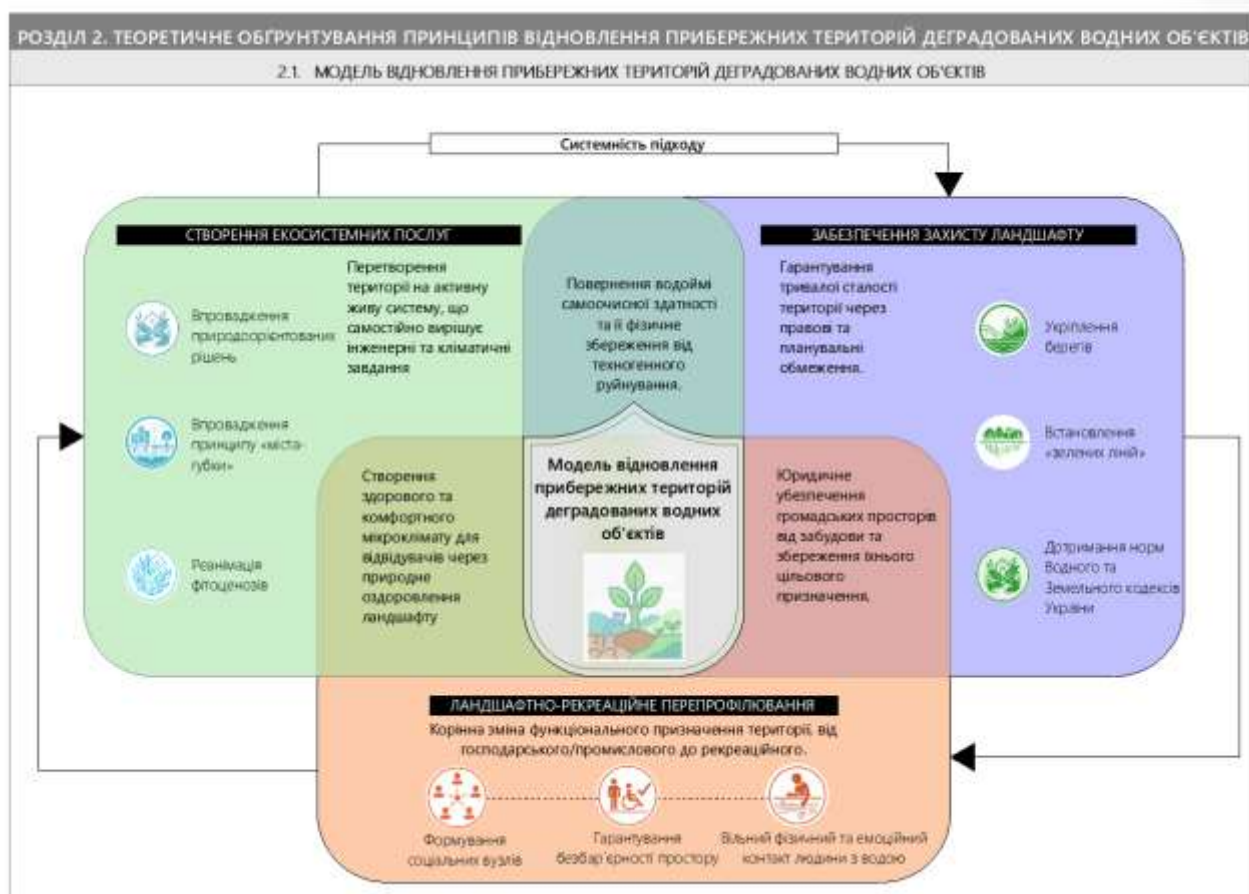 РОЗДІЛ 2. ТЕОРЕТИЧНЕ ОБҐРУНТУВАННЯ ПРИНЦИПІВ ВІДНОВЛЕННЯ ПРИБЕРЕЖНИХ ТЕРИТОРІЙ ДЕГРАДОВАНИХ ВОДНИХ ОБ'ЄКТІВ
2.1. МОДЕЛЬ ВІДНОВЛЕННЯ ПРИБЕРЕЖНИХ ТЕРИТОРІЙ ДЕГРАДОВАНИХ ВОДНИХ ОБ'ЄКТІВ
Системність підходу
СТВОРЕННЯ ЕКОСИСТЕМНИХ ПОСЛУГ
Перетворення
території на активну
живу систему, що
самостійно вирішує
інженерні та кліматичні
завдання
Впровадження
природоорієнтованих
рішень
Впровадження
принципу «міста-
губки»
Реанімація
фітоценозів
Повернення водоймі
самоочисної здатності
та її фізичне
збереження від
техногенного
руйнування.
ЗАБЕЗПЕЧЕННЯ ЗАХИСТУ ЛАНДШАФТУ
Гарантування
тривалої сталості
території через
правові та
планувальні
обмеження.
Укріплення
берегів
Встановлення
«зелених ліній»
Дотримання норм
Водного та
Земельного кодексів
України
Створення
здорового та
комфортного
мікроклімату для
відвідувачів через
природне
оздоровлення
ландшафту
Модель відновлення
прибережних територій
деградованих водних
об'єктів
Юридичне
убезпечення
громадських просторів
від забудови та
збереження їхнього
цільового
призначення.
ЛАНДШАФТНО-РЕКРЕАЦІЙНЕ ПЕРЕПРОФІЛЮВАННЯ
Корінна зміна функціонального призначення території, від
господарського/промислового до рекреаційного.
Формування
соціальних вузлів
Гарантування
безбар'єрності простору
Вільний фізичний та емоційний
контакт людини з водою